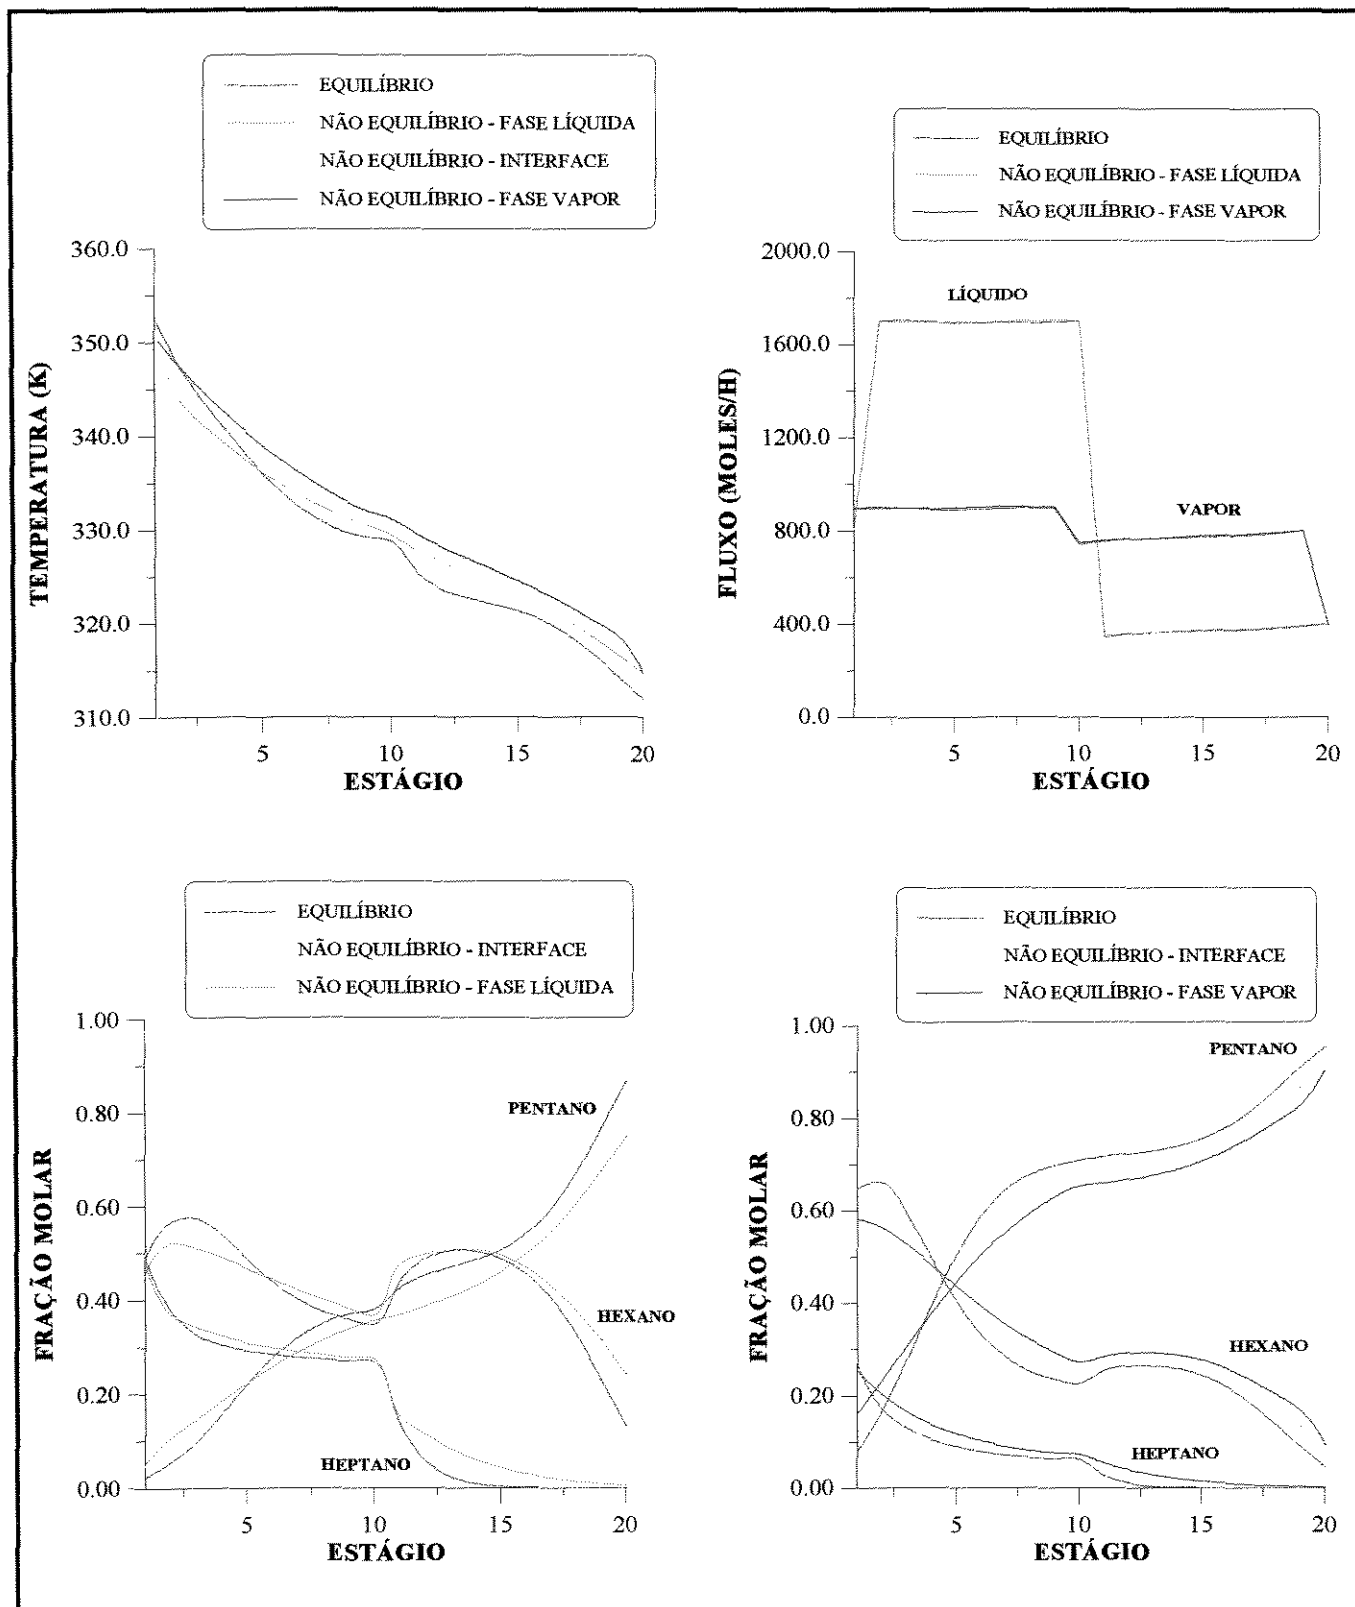 EQUILÍBRIO
NÃO EQUILÍBRIO - FASE LÍQUIDA
NÃO EQUILÍBRIO - INTERFACE
NÃO EQUILÍBRIO - FASE VAPOR
360.0
350.0
340.0
330.0
320.0
310.0
TEMPERATURA (K)
5 10 15 20
ESTÁGIO
EQUILÍBRIO
NÃO EQUILÍBRIO - FASE LÍQUIDA
NÃO EQUILÍBRIO - FASE VAPOR
2000.0
1600.0
1200.0
800.0
400.0
0.0
FLUXO (MOLES/H)
LÍQUIDO
VAPOR
5 10 15 20
ESTÁGIO
EQUILÍBRIO
NÃO EQUILÍBRIO - INTERFACE
NÃO EQUILÍBRIO - FASE LÍQUIDA
1.00
0.80
0.60
0.40
0.20
0.00
FRAÇÃO MOLAR
PENTANO
HEXANO
HEPTANO
5 10 15 20
ESTÁGIO
EQUILÍBRIO
NÃO EQUILÍBRIO - INTERFACE
NÃO EQUILÍBRIO - FASE VAPOR
1.00
0.80
0.60
0.40
0.20
0.00
FRAÇÃO MOLAR
PENTANO
HEXANO
HEPTANO
5 10 15 20
ESTÁGIO